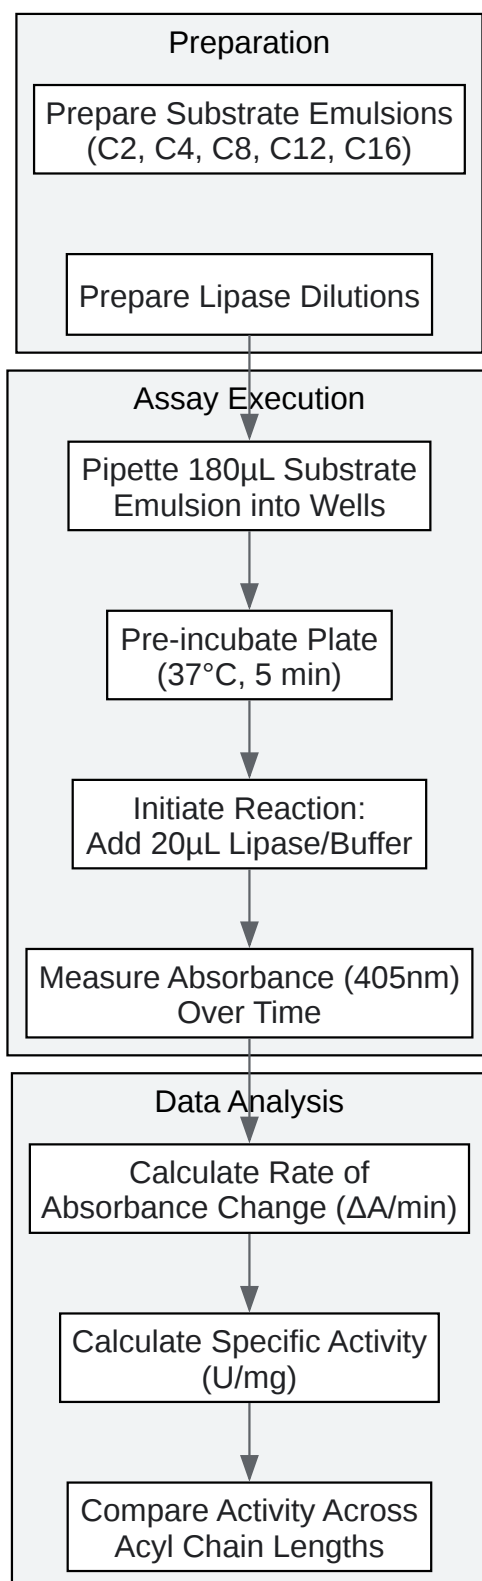 Preparation
Prepare Substrate Emulsions
(C2, C4, C8, C12, C16)
Prepare Lipase Dilutions
Assay Execution
Pipette 180µL Substrate
Emulsion into Wells
Pre-incubate Plate
(37°C, 5 min)
Initiate Reaction:
Add 20µL Lipase/Buffer
Measure Absorbance (405nm)
Over Time
Data Analysis
Calculate Rate of
Absorbance Change (ΔA/min)
Calculate Specific Activity
(U/mg)
Compare Activity Across
Acyl Chain Lengths